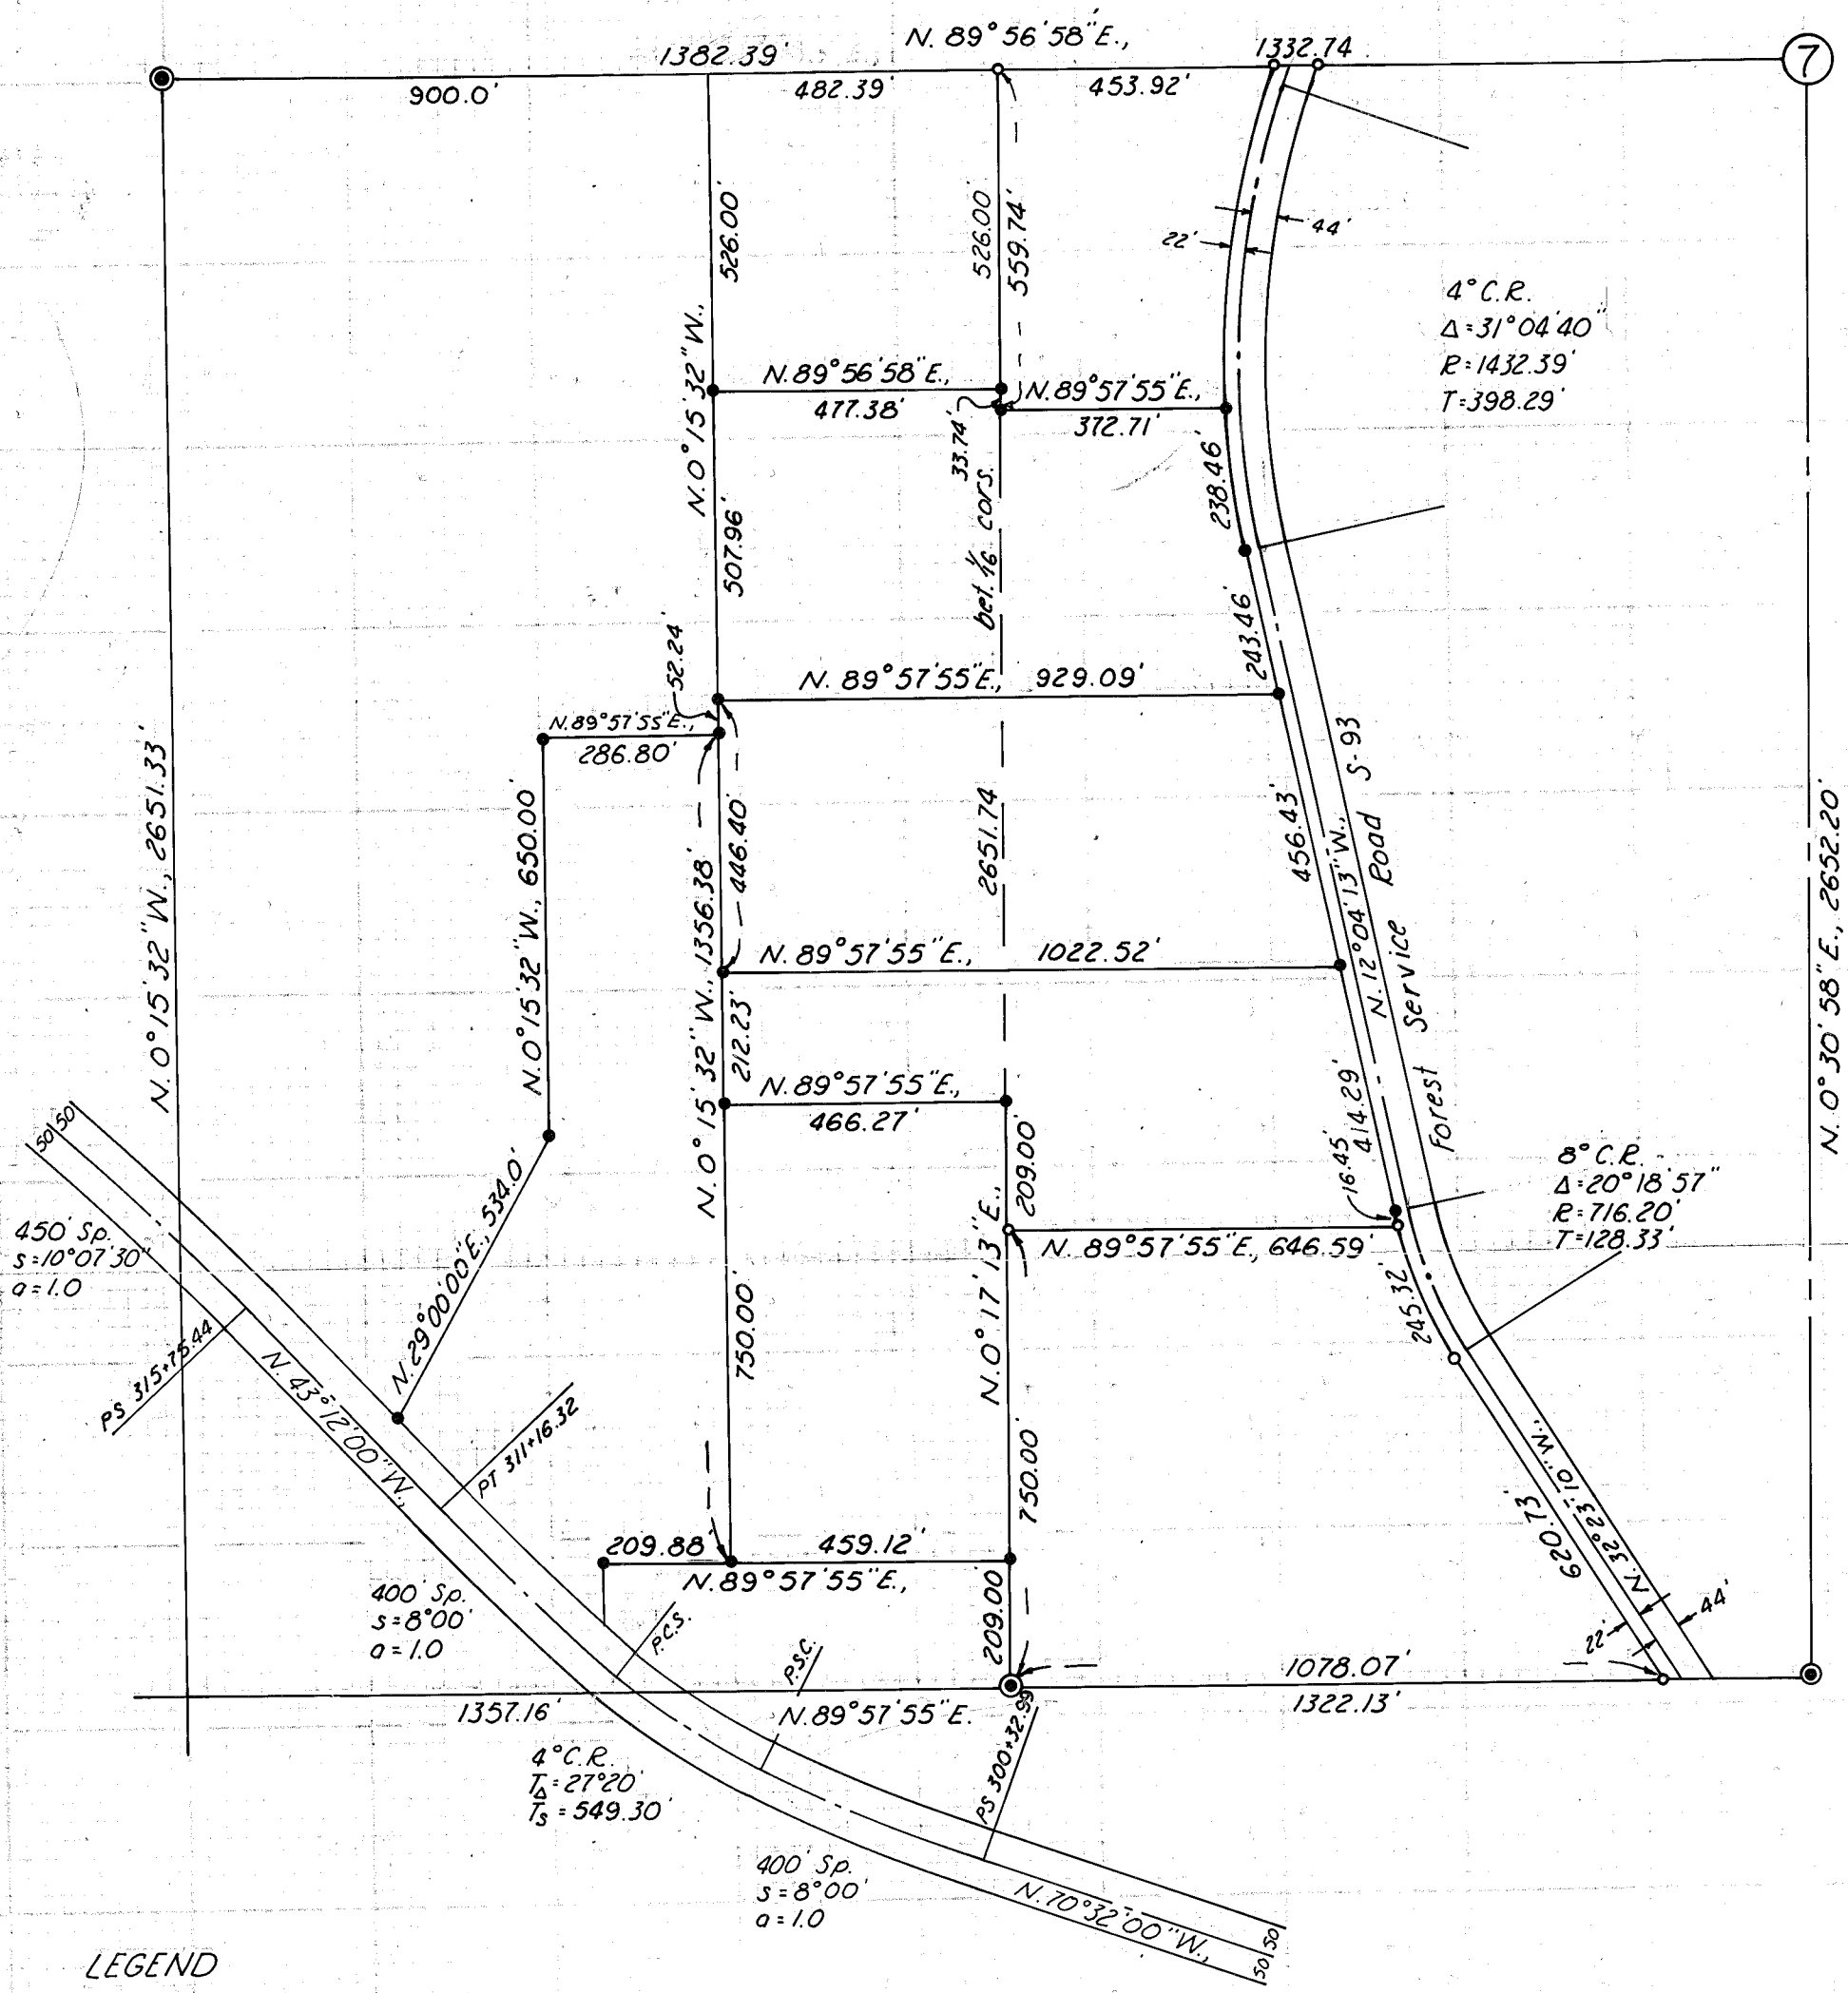 N. 89° 56' 58" E.,
1382.39'
1332.74
7
900.0'
482.39'
453.92'
526.00'
526.00'
559.74'
22'
44'
4° C.R.
Δ = 31° 04' 40"
R = 1432.39'
T = 398.29'
N. 0° 15' 32" W.,
N. 89° 56' 58" E.,
477.38'
N. 89° 57' 55" E.,
372.71'
33.74'
238.46'
507.96'
bet. 1/16 cors.
52.24'
243.46'
N. 89° 57' 55" E., 929.09'
N. 89° 57' 55" E.,
286.80'
N. 0° 15' 32" W., 2651.33'
N. 0° 15' 32" W., 650.00'
446.40'
2651.74
456.43'
N. 12° 04' 13" W.,
Forest Service Road S-93
N. 0° 30' 58" E., 2652.20'
N. 0° 15' 32" W., 1356.38'
N. 89° 57' 55" E., 1022.52'
212.23'
N. 89° 57' 55" E.,
466.27'
209.00'
414.29'
16.45'
50' 50'
450' Sp.
s = 10° 07' 30"
a = 1.0
8° C.R.
Δ = 20° 18' 57"
R = 716.20'
T = 128.33'
N. 89° 57' 55" E., 646.59'
N. 29° 00' 00" E., 534.0'
N. 0° 17' 13" E.,
245.32'
PS 315+75.44
N. 43° 12' 00" W.,
PT 311+16.32
750.00'
750.00'
N. 32° 23' 10" W.
620.73'
209.88'
459.12'
N. 89° 57' 55" E.,
209.00'
400' Sp.
s = 8° 00'
a = 1.0
P.C.S.
P.S.C.
22'
44'
1078.07'
1357.16'
N. 89° 57' 55" E.
1322.13'
4° C.R.
TΔ = 27° 20'
Ts = 549.30'
PS 300+32.99
400' Sp.
s = 8° 00'
a = 1.0
N. 70° 32' 00" W.,
50' 50'
LEGEND